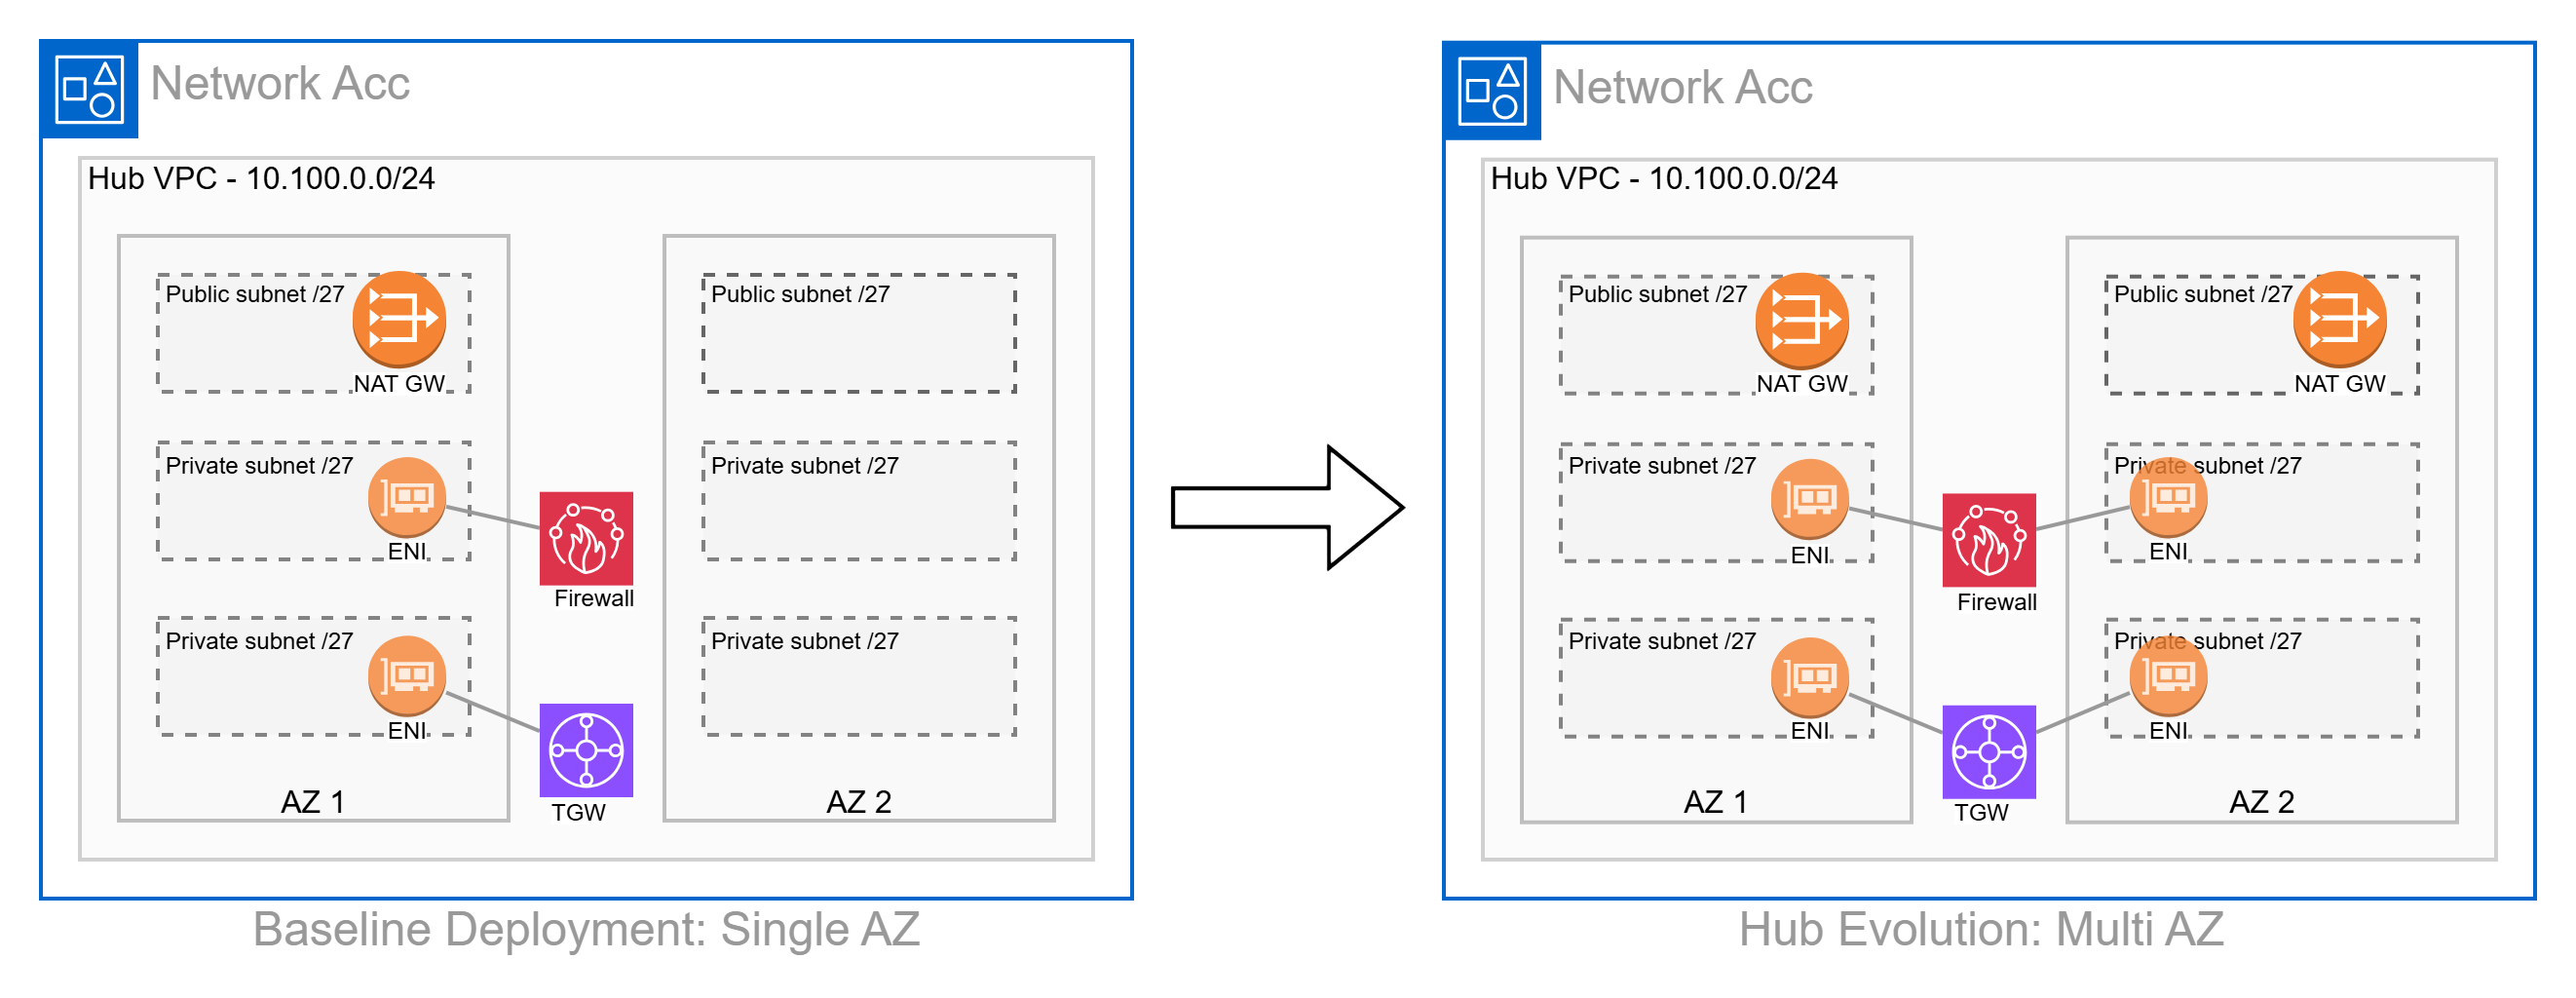 Network Acc
Hub VPC - 10.100.0.0/24
Public subnet /27
NAT GW
Private subnet /27
ENI
Private subnet /27
ENI
AZ 1
Firewall
TGW
Public subnet /27
Private subnet /27
Private subnet /27
AZ 2
Baseline Deployment: Single AZ
Network Acc
Hub VPC - 10.100.0.0/24
Public subnet /27
NAT GW
Private subnet /27
ENI
Private subnet /27
ENI
AZ 1
Firewall
TGW
Public subnet /27
NAT GW
Private subnet /27
ENI
Private subnet /27
ENI
AZ 2
Hub Evolution: Multi AZ